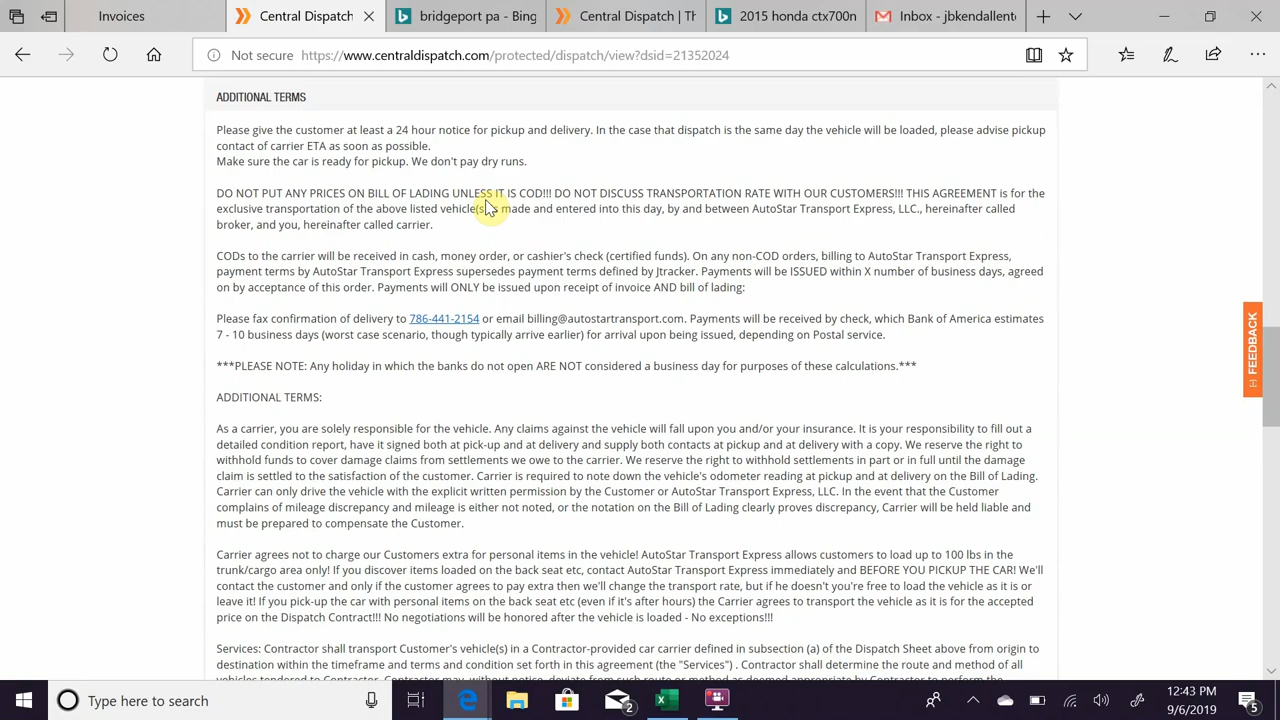 Invoices
Central Dispatch
bridgeport pa - Bing
Central Dispatch | Th
2015 honda ctx700n
Inbox - jbkendallente
Not secure
https://www.centraldispatch.com/protected/dispatch/view?dsid=21352024
ADDITIONAL TERMS
Please give the customer at least a 24 hour notice for pickup and delivery. In the case that dispatch is the same day the vehicle will be loaded, please advise pickup
contact of carrier ETA as soon as possible.
Make sure the car is ready for pickup. We don't pay dry runs.
DO NOT PUT ANY PRICES ON BILL OF LADING UNLESS IT IS COD!!! DO NOT DISCUSS TRANSPORTATION RATE WITH OUR CUSTOMERS!!! THIS AGREEMENT is for the
exclusive transportation of the above listed vehicle(s) is made and entered into this day, by and between AutoStar Transport Express, LLC., hereinafter called
broker, and you, hereinafter called carrier.
CODs to the carrier will be received in cash, money order, or cashier's check (certified funds). On any non-COD orders, billing to AutoStar Transport Express,
payment terms by AutoStar Transport Express supersedes payment terms defined by Jtracker. Payments will be ISSUED within X number of business days, agreed
on by acceptance of this order. Payments will ONLY be issued upon receipt of invoice AND bill of lading:
Please fax confirmation of delivery to 786-441-2154 or email billing@autostartransport.com. Payments will be received by check, which Bank of America estimates
7 - 10 business days (worst case scenario, though typically arrive earlier) for arrival upon being issued, depending on Postal service.
***PLEASE NOTE: Any holiday in which the banks do not open ARE NOT considered a business day for purposes of these calculations.***
ADDITIONAL TERMS:
As a carrier, you are solely responsible for the vehicle. Any claims against the vehicle will fall upon you and/or your insurance. It is your responsibility to fill out a
detailed condition report, have it signed both at pick-up and at delivery and supply both contacts at pickup and at delivery with a copy. We reserve the right to
withhold funds to cover damage claims from settlements we owe to the carrier. We reserve the right to withhold settlements in part or in full until the damage
claim is settled to the satisfaction of the customer. Carrier is required to note down the vehicle's odometer reading at pickup and at delivery on the Bill of Lading.
Carrier can only drive the vehicle with the explicit written permission by the Customer or AutoStar Transport Express, LLC. In the event that the Customer
complains of mileage discrepancy and mileage is either not noted, or the notation on the Bill of Lading clearly proves discrepancy, Carrier will be held liable and
must be prepared to compensate the Customer.
Carrier agrees not to charge our Customers extra for personal items in the vehicle! AutoStar Transport Express allows customers to load up to 100 lbs in the
trunk/cargo area only! If you discover items loaded on the back seat etc, contact AutoStar Transport Express immediately and BEFORE YOU PICKUP THE CAR! We'll
contact the customer and only if the customer agrees to pay extra then we'll change the transport rate, but if he doesn't you're free to load the vehicle as it is or
leave it! If you pick-up the car with personal items on the back seat etc (even if it's after hours) the Carrier agrees to transport the vehicle as it is for the accepted
price on the Dispatch Contract!!! No negotiations will be honored after the vehicle is loaded - No exceptions!!!
Services: Contractor shall transport Customer's vehicle(s) in a Contractor-provided car carrier defined in subsection (a) of the Dispatch Sheet above from origin to
destination within the timeframe and terms and condition set forth in this agreement (the "Services") . Contractor shall determine the route and method of all
vehicles tendered to Contractor. Contractor may, without notice, deviate from such route or method as deemed appropriate by Contractor to perform the
[-] FEEDBACK
Type here to search
2
12:43 PM
9/6/2019
5